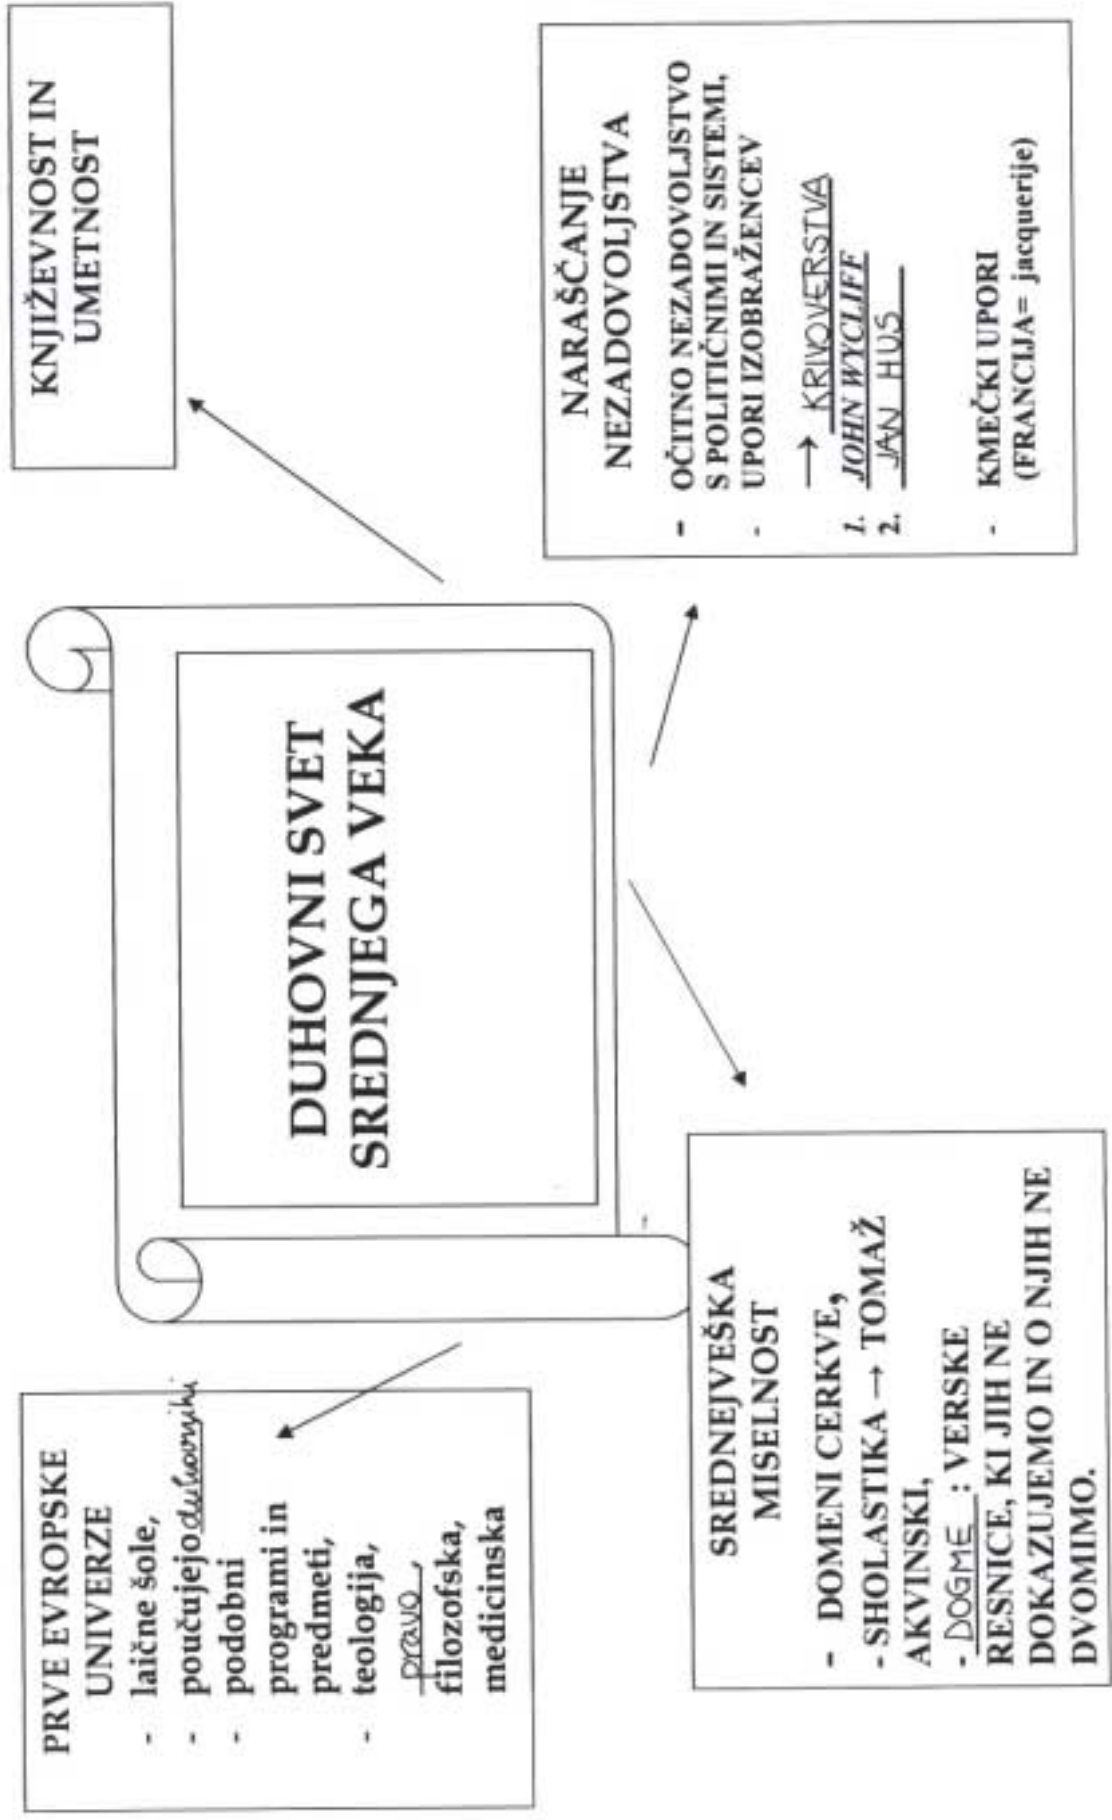 PRVE EVROPSKE
UNIVERZE
- laične šole,
- poučujejo duhovniki
- podobni
programi in
predmeti,
- teologija,
pravo,
filozofska,
medicinska
DUHOVNI SVET
SREDNJEGA VEKA
KNJIŽEVNOST IN
UMETNOST
SREDNEJVEŠKA
MISELNOST
- DOMENI CERKVE,
- SHOLASTIKA → TOMAŽ
AKVINSKI,
- DOGME : VERSKE
RESNICE, KI JIH NE
DOKAZUJEMO IN O NJIH NE
DVOMIMO.
NARAŠČANJE
NEZADOVOLJSTVA
- OČITNO NEZADOVOLJSTVO
S POLITIČNIMI IN SISTEMI,
- UPORI IZOBRAŽENCEV
→ KRIVOVERSTVA
1. JOHN WYCLIFF
2. JAN HUS
- KMEČKI UPORI
(FRANCIJA= jacquerije)